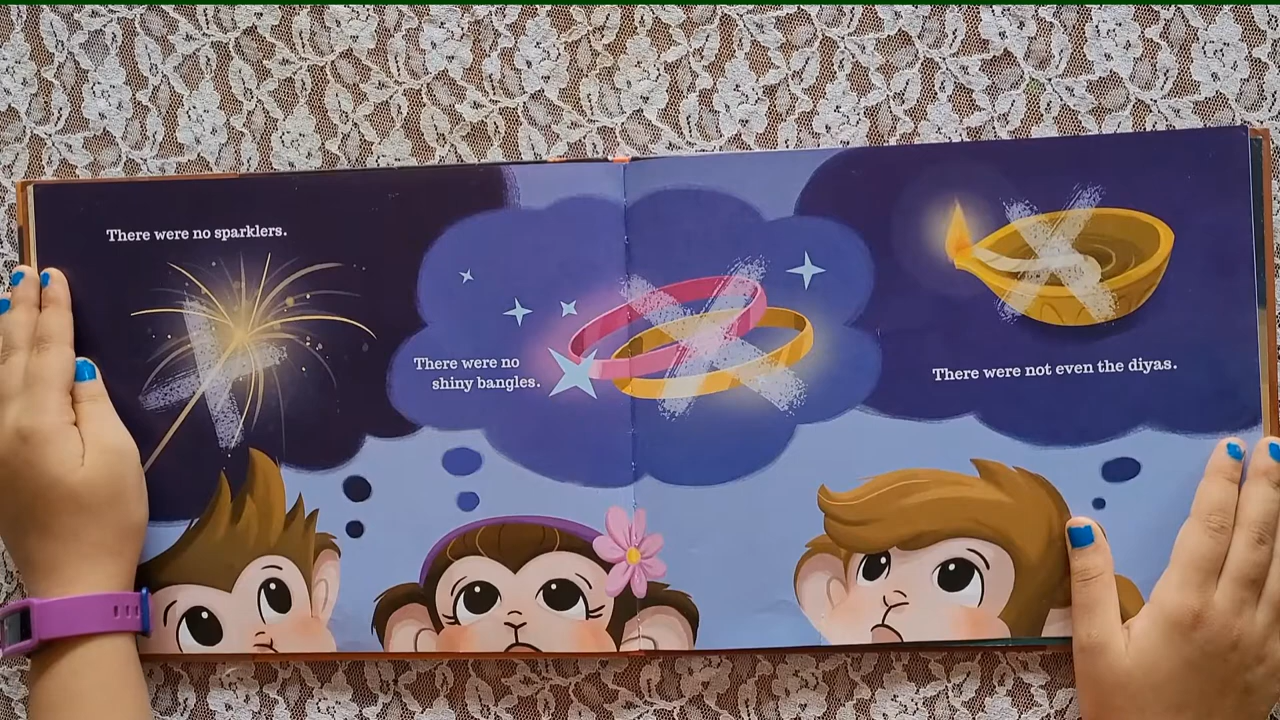 There were no sparklers.
There were no
shiny bangles.
There were not even the diyas.